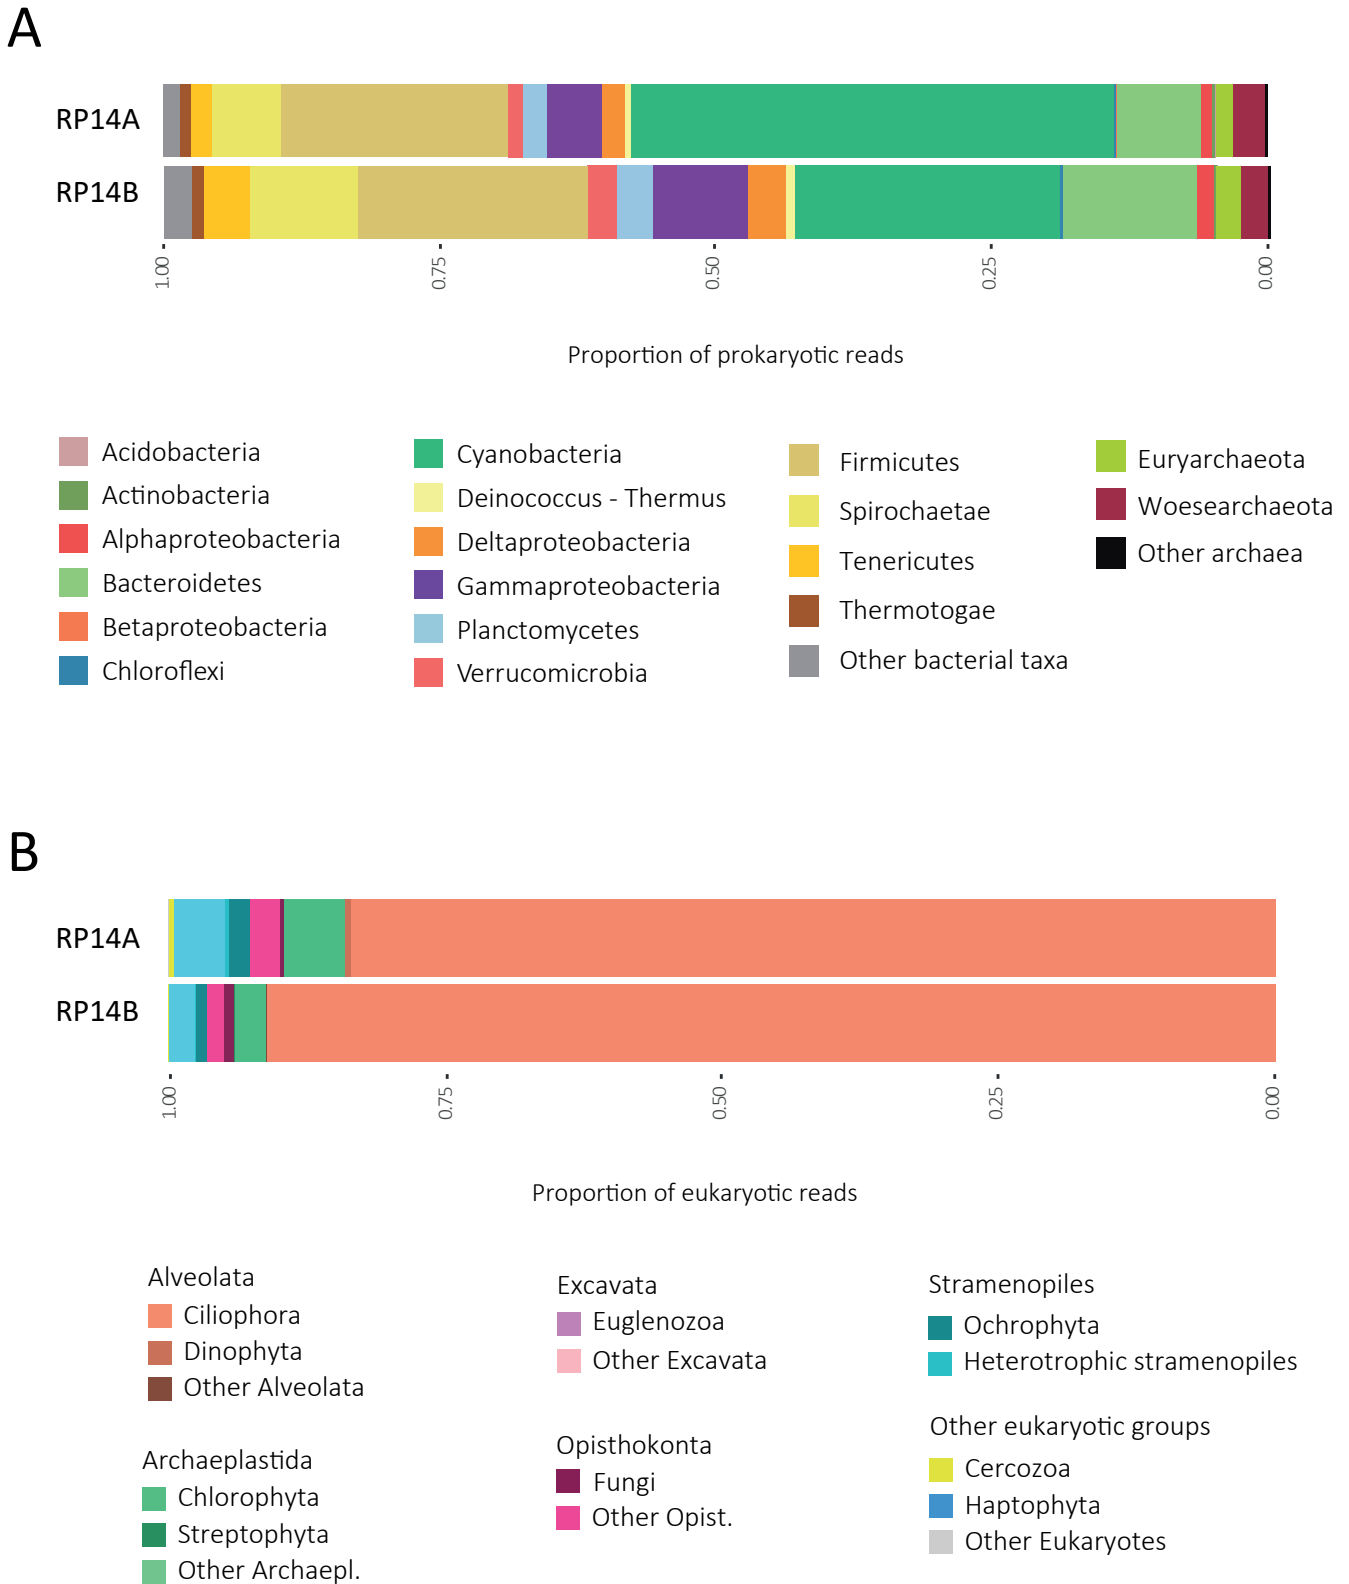 A
RP14A
RP14B
1.00
0.75
0.50
0.25
0.00
Proportion of prokaryotic reads
Acidobacteria
Actinobacteria
Alphaproteobacteria
Bacteroidetes
Betaproteobacteria
Chloroflexi
Cyanobacteria
Deinococcus - Thermus
Deltaproteobacteria
Gammaproteobacteria
Planctomycetes
Verrucomicrobia
Firmicutes
Spirochaetae
Tenericutes
Thermotogae
Other bacterial taxa
Euryarchaeota
Woesearchaeota
Other archaea
B
RP14A
RP14B
1.00
0.75
0.50
0.25
0.00
Proportion of eukaryotic reads
Alveolata
Ciliophora
Dinophyta
Other Alveolata
Archaeplastida
Chlorophyta
Streptophyta
Other Archaepl.
Excavata
Euglenozoa
Other Excavata
Opisthokonta
Fungi
Other Opist.
Stramenopiles
Ochrophyta
Heterotrophic stramenopiles
Other eukaryotic groups
Cercozoa
Haptophyta
Other Eukaryotes